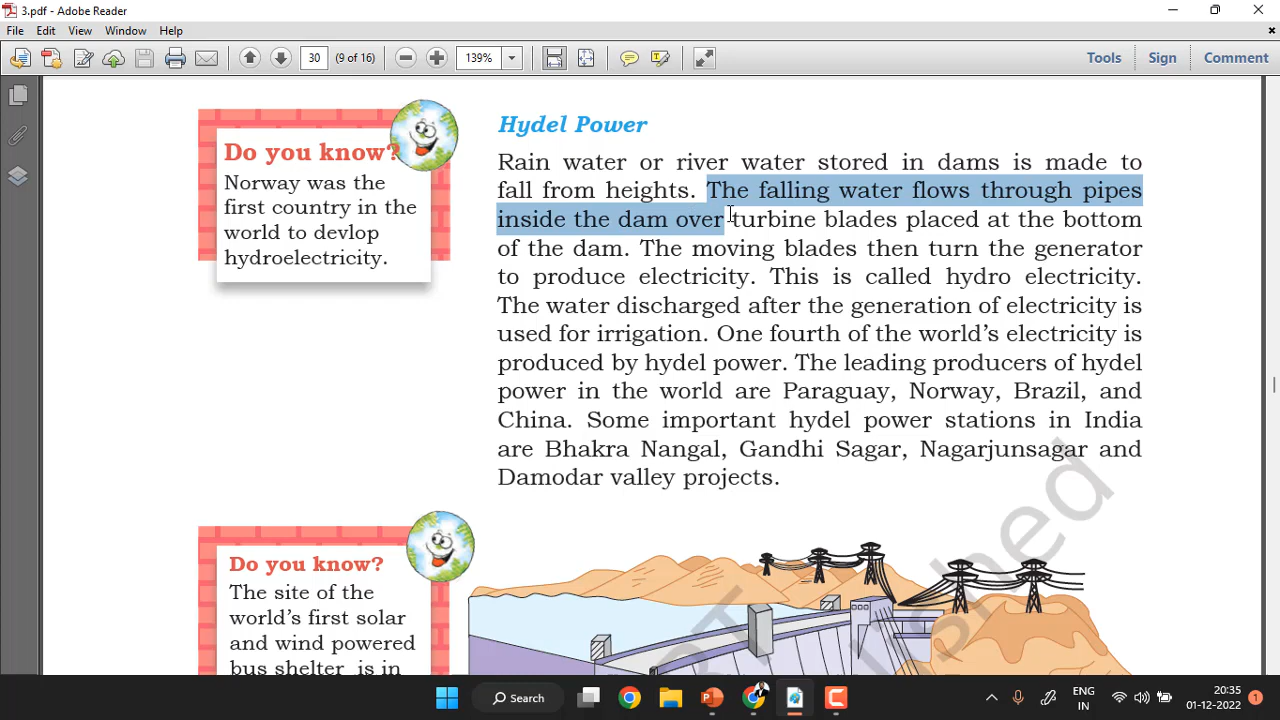 3.pdf - Adobe Reader
File Edit View Window Help
30 (9 of 16) 139% Tools Sign Comment
Do you know?
Norway was the
first country in the
world to devlop
hydroelectricity.
Hydel Power
Rain water or river water stored in dams is made to
fall from heights. The falling water flows through pipes
inside the dam over turbine blades placed at the bottom
of the dam. The moving blades then turn the generator
to produce electricity. This is called hydro electricity.
The water discharged after the generation of electricity is
used for irrigation. One fourth of the world's electricity is
produced by hydel power. The leading producers of hydel
power in the world are Paraguay, Norway, Brazil, and
China. Some important hydel power stations in India
are Bhakra Nangal, Gandhi Sagar, Nagarjunsagar and
Damodar valley projects.
Do you know?
The site of the
world's first solar
and wind powered
bus shelter is in
Search
ENG
IN
20:35
01-12-2022
1